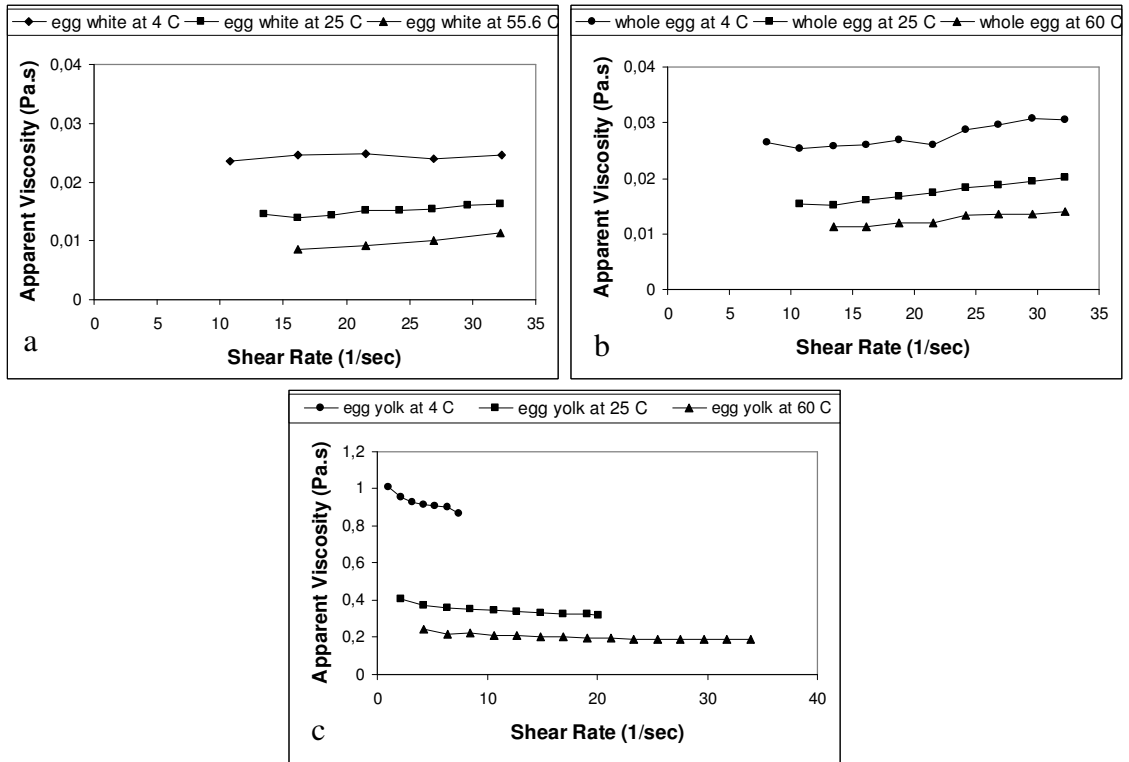 egg white at 4 C egg white at 25 C egg white at 55.6 C
Apparent Viscosity (Pa.s)
0,04
0,03
0,02
0,01
0
0 5 10 15 20 25 30 35
Shear Rate (1/sec)
a
whole egg at 4 C whole egg at 25 C whole egg at 60 C
Apparent Viscosity (Pa.s)
0,04
0,03
0,02
0,01
0
0 5 10 15 20 25 30 35
Shear Rate (1/sec)
b
egg yolk at 4 C egg yolk at 25 C egg yolk at 60 C
Apparent Viscosity (Pa.s)
1,2
1
0,8
0,6
0,4
0,2
0
0 10 20 30 40
Shear Rate (1/sec)
c